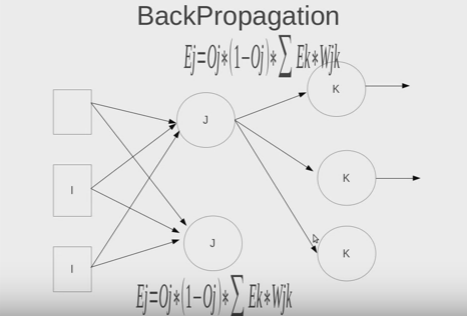 BackPropagation
Ej=Oj*(1-Oj)*∑ Ek*Wjk
K
J
K
I
J
K
I
Ej=Oj*(1-Oj)*∑ Ek*Wjk